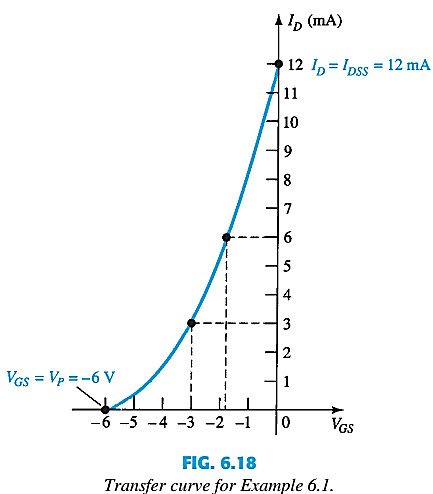 I_D (mA)
12 I_D = I_DSS = 12 mA
11
10
9
8
7
6
5
4
3
2
1
V_GS = V_P = –6 V
–6 –5 –4 –3 –2 –1 0 V_GS
FIG. 6.18
Transfer curve for Example 6.1.